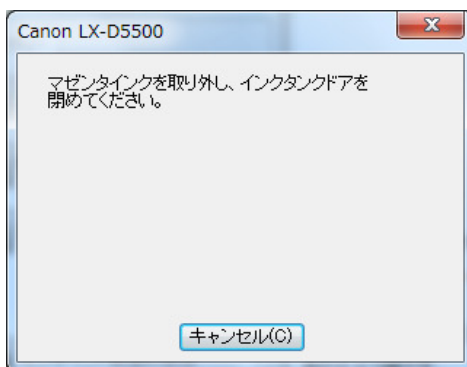 Canon LX-D5500
マゼンタインクを取り外し、インクタンクドアを
閉めてください。
キャンセル(C)